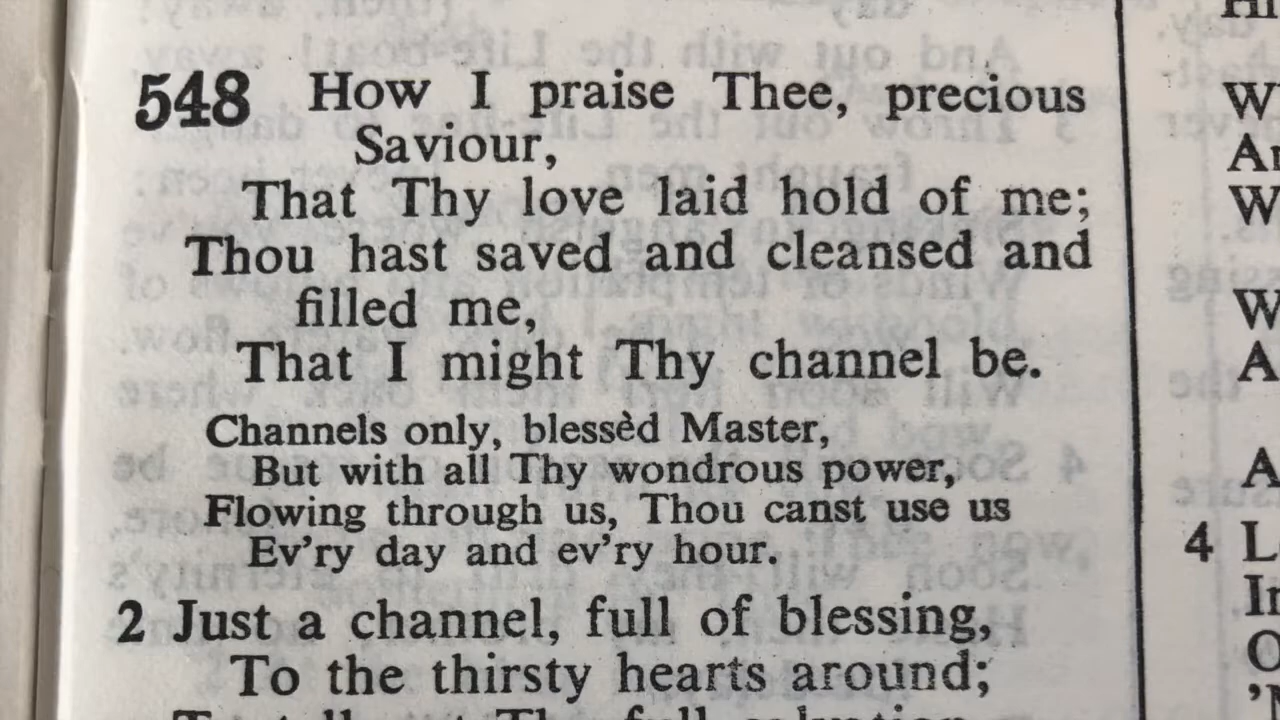 548 How I praise Thee, precious
Saviour,
That Thy love laid hold of me;
Thou hast saved and cleansed and
filled me,
That I might Thy channel be.
Channels only, blessèd Master,
But with all Thy wondrous power,
Flowing through us, Thou canst use us
Ev'ry day and ev'ry hour.
2 Just a channel, full of blessing,
To the thirsty hearts around;
4